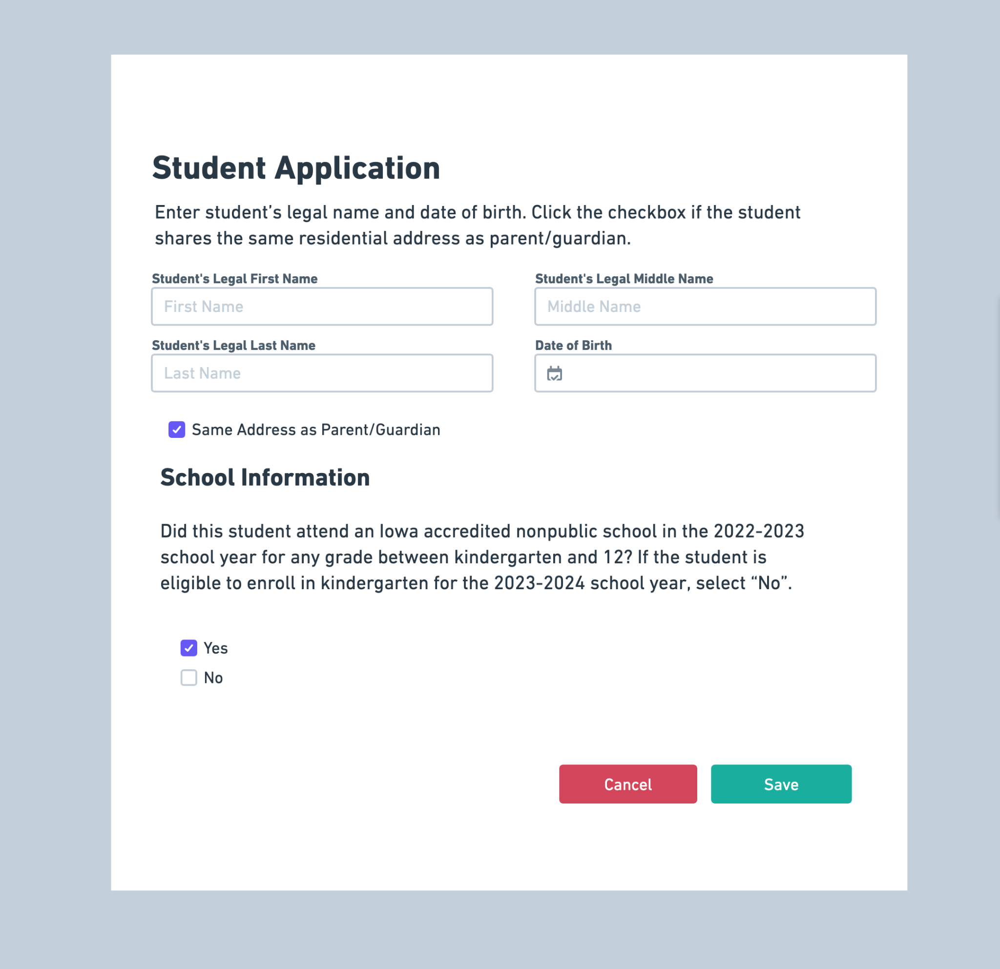 Student Application
Enter student’s legal name and date of birth. Click the checkbox if the student
shares the same residential address as parent/guardian.
Student's Legal First Name
First Name
Student's Legal Middle Name
Middle Name
Student's Legal Last Name
Last Name
Date of Birth
Same Address as Parent/Guardian
School Information
Did this student attend an Iowa accredited nonpublic school in the 2022-2023
school year for any grade between kindergarten and 12? If the student is
eligible to enroll in kindergarten for the 2023-2024 school year, select “No”.
Yes
No
Cancel
Save